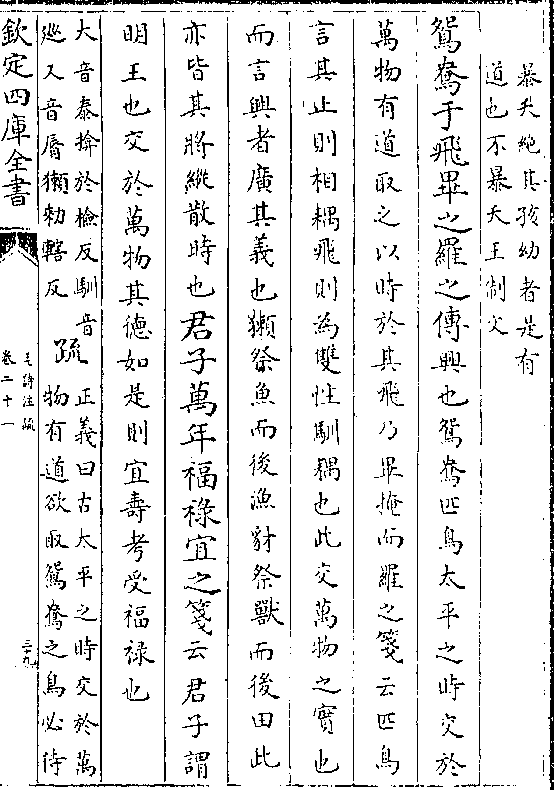 暴夭絶其孩幼者是有
道也不暴夭王制文
鴛鴦于飛畢之羅之傳興也鴛鴦匹鳥太平之時交於
萬物有道取之以時於其飛乃畢掩而羅之箋云匹鳥
言其止則相耦飛則為雙性馴耦也此交萬物之實也
而言興者廣其義也獺祭魚而後漁豺祭獸而後田此
亦皆其將縱散時也君子萬年福祿宜之箋云君子謂
明王也交於萬物其德如是則宜壽考受福祿也
大音泰揜於檢反馴音
廵又音脣獺勑轄反
疏
正義曰古太平之時交於萬
物有道欲取鴛鴦之鳥必待
欽定四庫全書
毛詩注疏
卷二十一
三十九